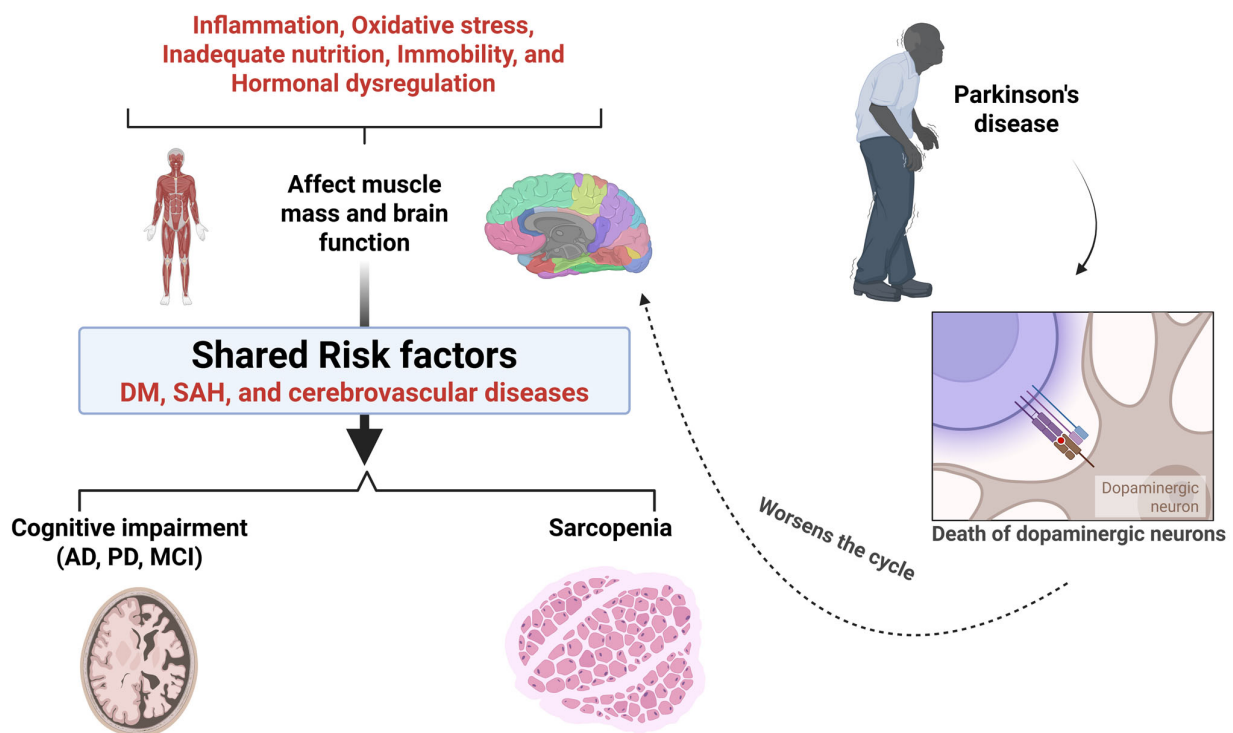 Inflammation, Oxidative stress,
Inadequate nutrition, Immobility, and
Hormonal dysregulation
Affect muscle
mass and brain
function
Shared Risk factors
DM, SAH, and cerebrovascular diseases
Cognitive impairment
(AD, PD, MCI)
Sarcopenia
Parkinson's
disease
Dopaminergic
neuron
Death of dopaminergic neurons
Worsens the cycle